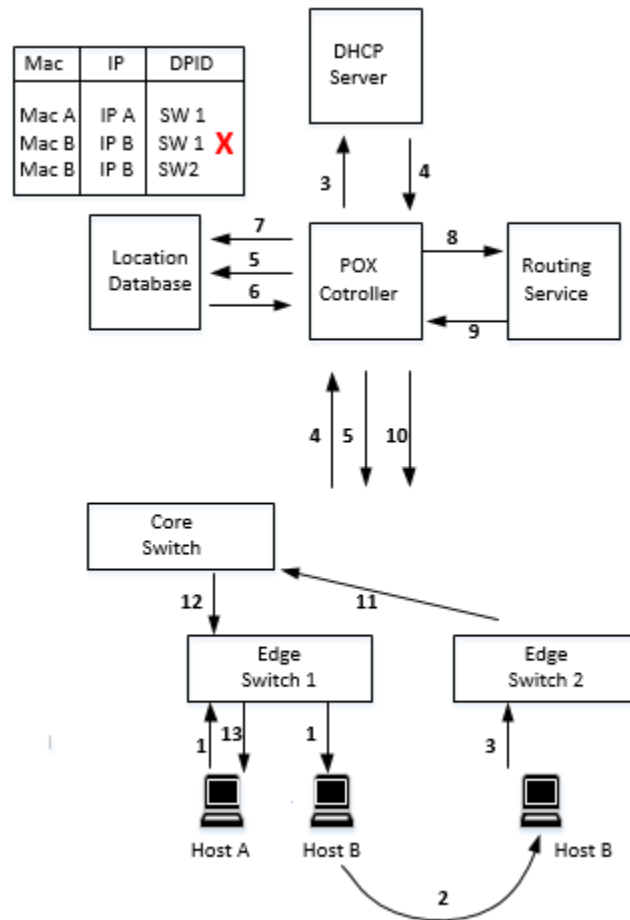 Mac IP DPID
Mac A IP A SW 1
Mac B IP B SW 1 X
Mac B IP B SW2
DHCP
Server
3 4
Location
Database
7
5
6
POX
Cotroller
8
9
Routing
Service
4 5 10
Core
Switch
12 11
Edge
Switch 1
Edge
Switch 2
1 13 1 3
Host A Host B Host B
2